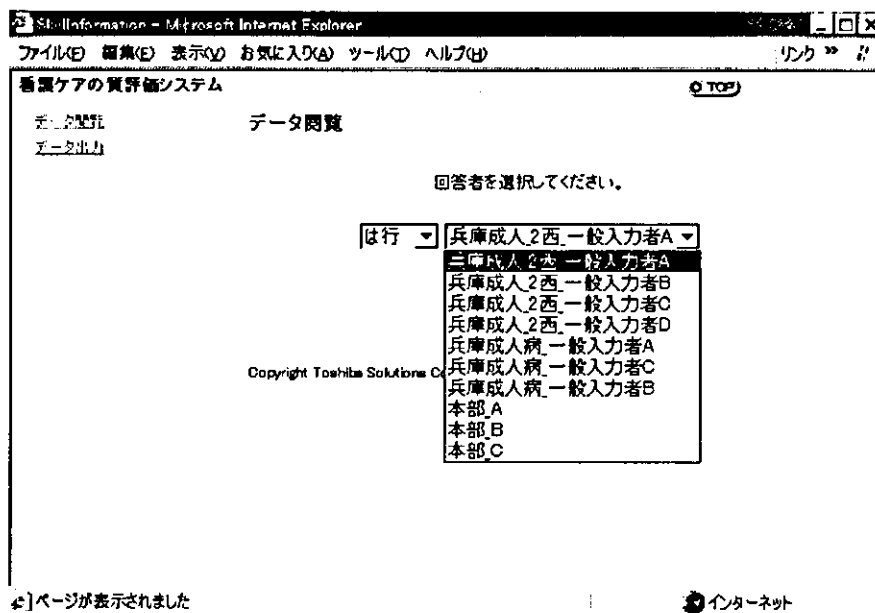 SkillInformation - Microsoft Internet Explorer
ファイル(F) 編集(E) 表示(V) お気に入り(A) ツール(T) ヘルプ(H) リンク »
看護ケアの質評価システム TOP
データ閲覧 データ閲覧
データ出力
回答者を選択してください。
は行 兵庫成人_2西_一般入力者A
兵庫成人_2西_一般入力者A
兵庫成人_2西_一般入力者B
兵庫成人_2西_一般入力者C
兵庫成人_2西_一般入力者D
兵庫成人病_一般入力者A
兵庫成人病_一般入力者C
Copyright Toshiba Solutions
兵庫成人病_一般入力者B
本部_A
本部_B
本部_C
ページが表示されました インターネット